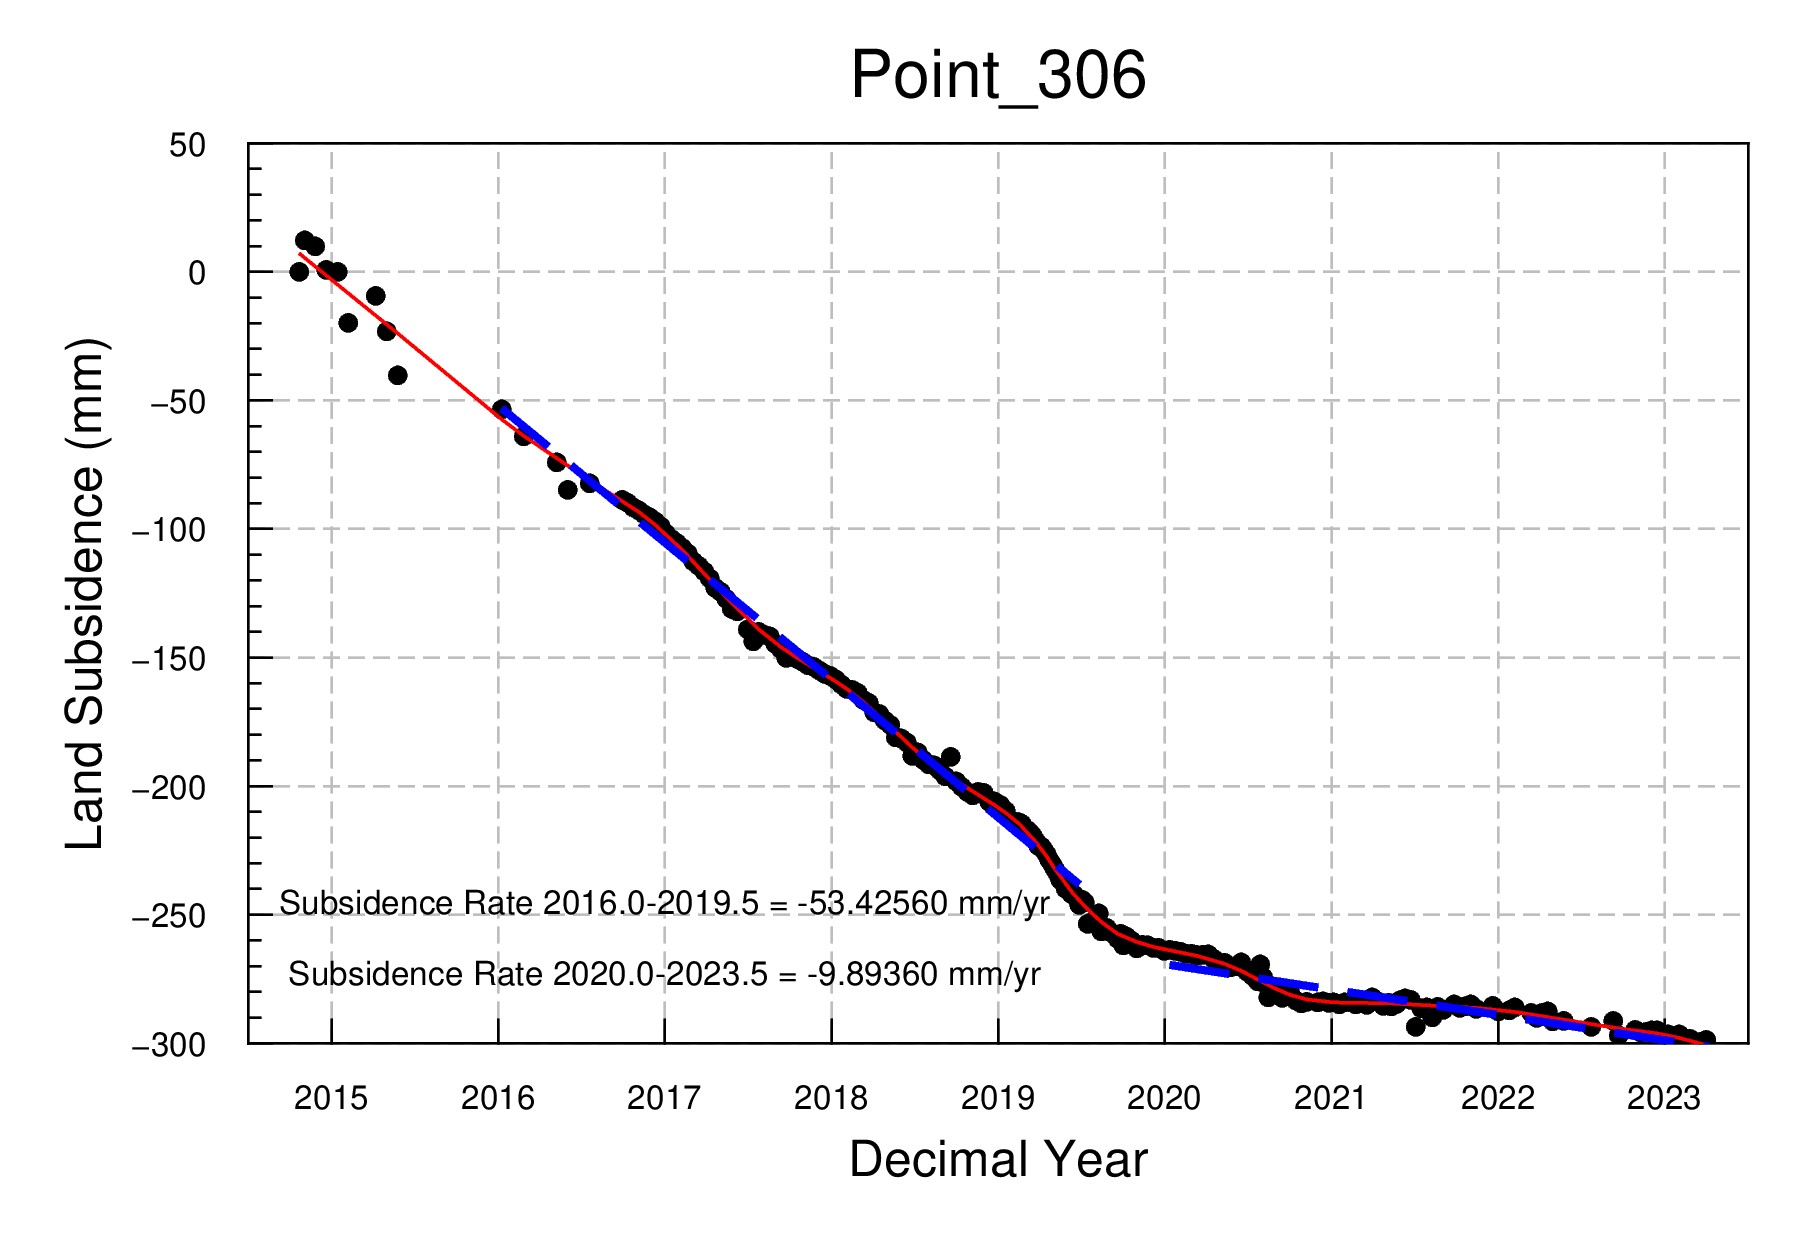 Point_306
50
0
−50
−100
−150
−200
−250
−300
Land Subsidence (mm)
Subsidence Rate 2016.0-2019.5 = -53.42560 mm/yr
Subsidence Rate 2020.0-2023.5 = -9.89360 mm/yr
2015 2016 2017 2018 2019 2020 2021 2022 2023
Decimal Year